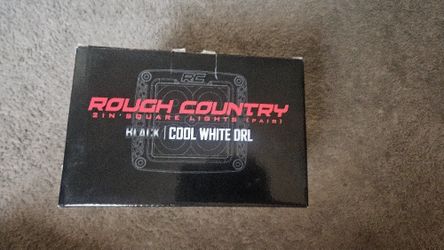 RC
ROUGH COUNTRY
2IN SQUARE LIGHTS (PAIR)
BLACK | COOL WHITE DRL